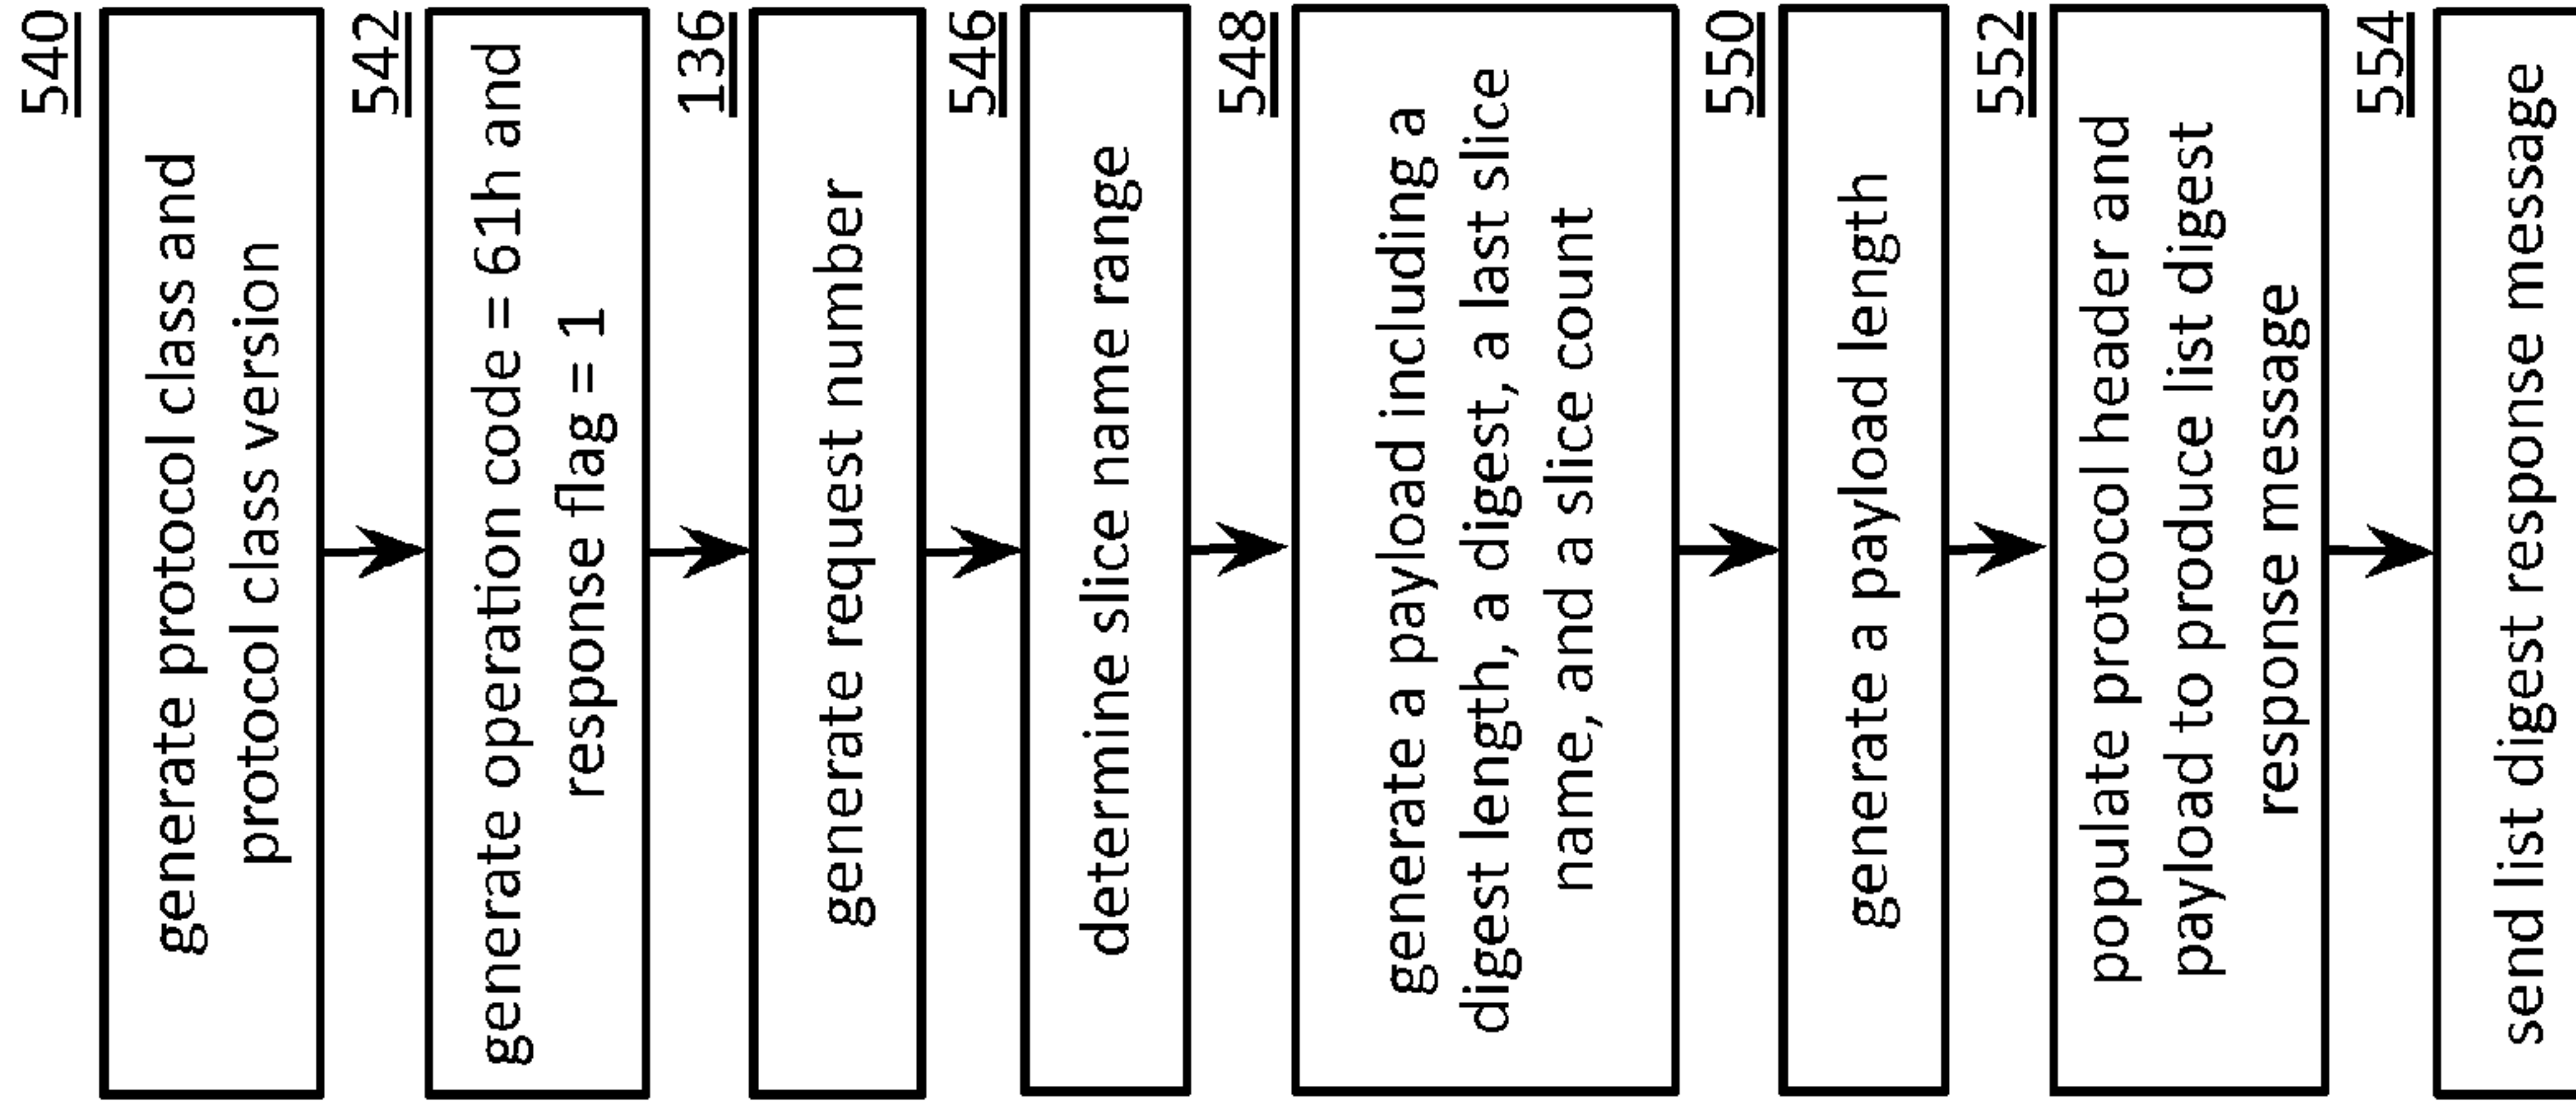 540
generate protocol class and
protocol class version
542
generate operation code = 61h and
response flag = 1
136
generate request number
546
determine slice name range
548
generate a payload including a
digest length, a digest, a last slice
name, and a slice count
550
generate a payload length
552
populate protocol header and
payload to produce list digest
response message
554
send list digest response message